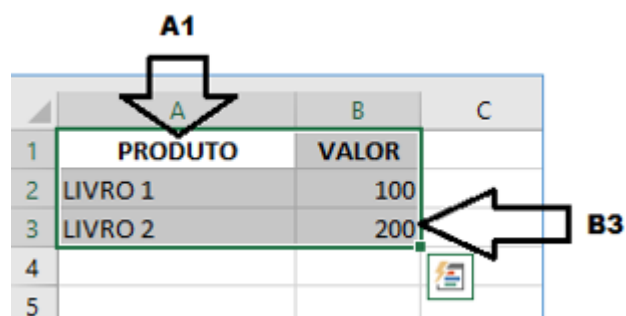 A1
A B C
1 PRODUTO VALOR
2 LIVRO 1 100
3 LIVRO 2 200
B3
4
5